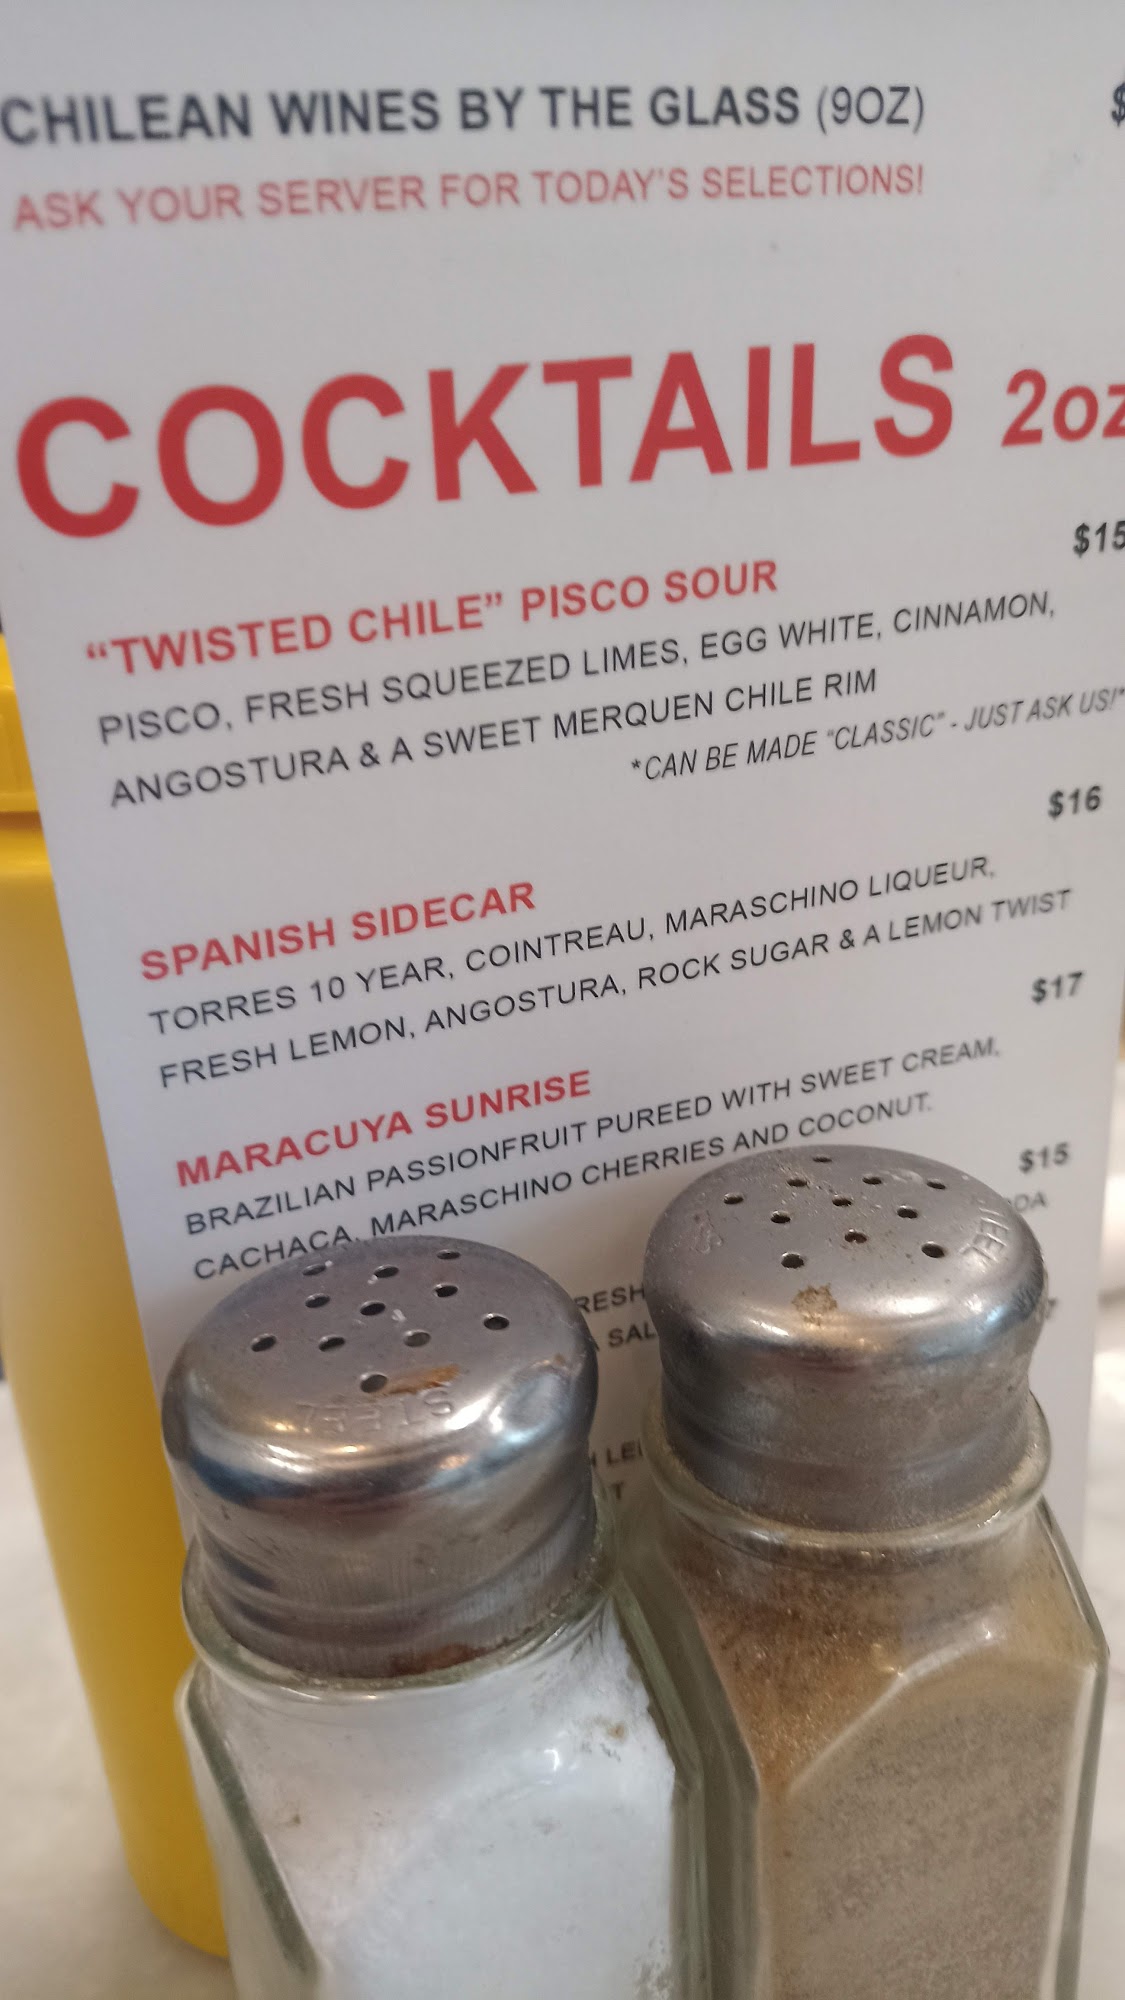 CHILEAN WINES BY THE GLASS (9OZ) $
ASK YOUR SERVER FOR TODAY'S SELECTIONS!
COCKTAILS 2oz
$15
"TWISTED CHILE" PISCO SOUR
PISCO, FRESH SQUEEZED LIMES, EGG WHITE, CINNAMON,
ANGOSTURA & A SWEET MERQUEN CHILE RIM
*CAN BE MADE "CLASSIC" - JUST ASK US!*
$16
SPANISH SIDECAR
TORRES 10 YEAR, COINTREAU, MARASCHINO LIQUEUR,
FRESH LEMON, ANGOSTURA, ROCK SUGAR & A LEMON TWIST
$17
MARACUYA SUNRISE
BRAZILIAN PASSIONFRUIT PUREED WITH SWEET CREAM,
CACHACA, MARASCHINO CHERRIES AND COCONUT.
$15